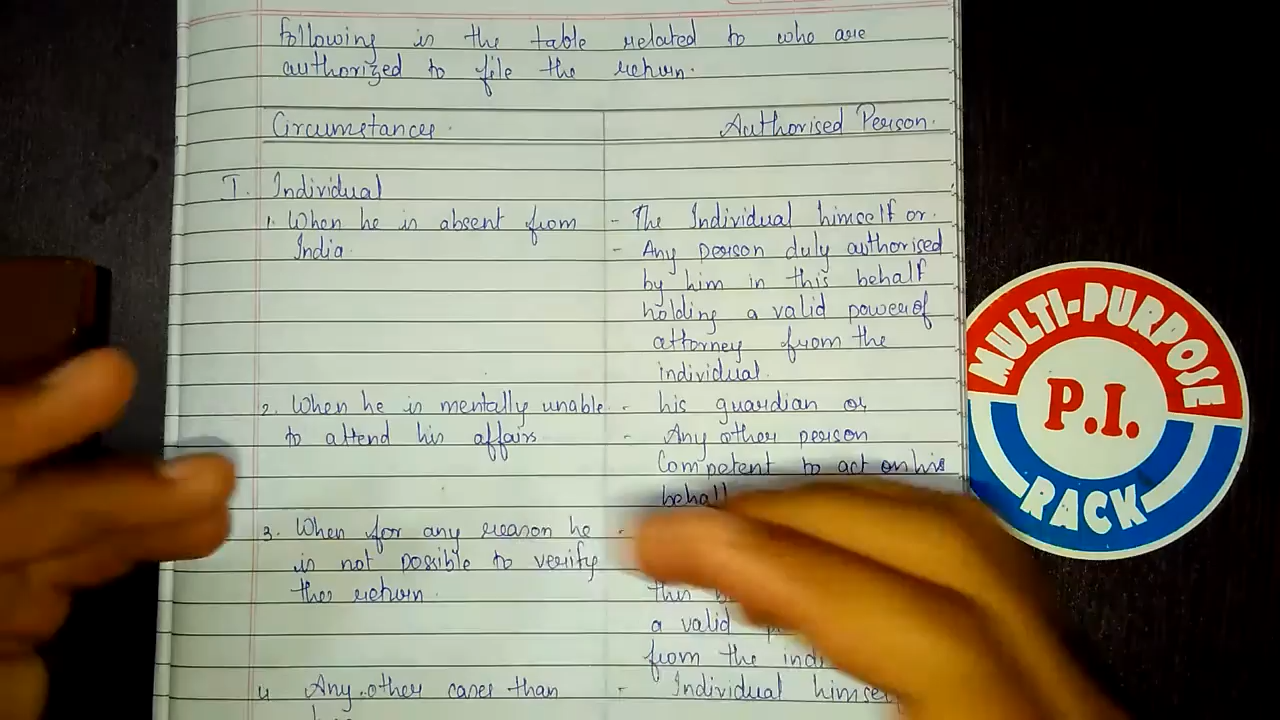 following is the table related to who are
authorized to file the return.
Circumstances. Authorised Person.
I. Individual
1. When he is absent from - The Individual himself or.
India. - Any person duly authorised
by him in this behalf
holding a valid power of
attorney from the
individual.
2. When he is mentally unable - his guardian or
to attend his affairs - Any other person
Competent to act on his
behalf
3. When for any reason he -
is not possible to verify
the return. this
a valid
from the
4 Any other cases than - Individual himself
MULTI-PURPOSE
P.I.
RACK